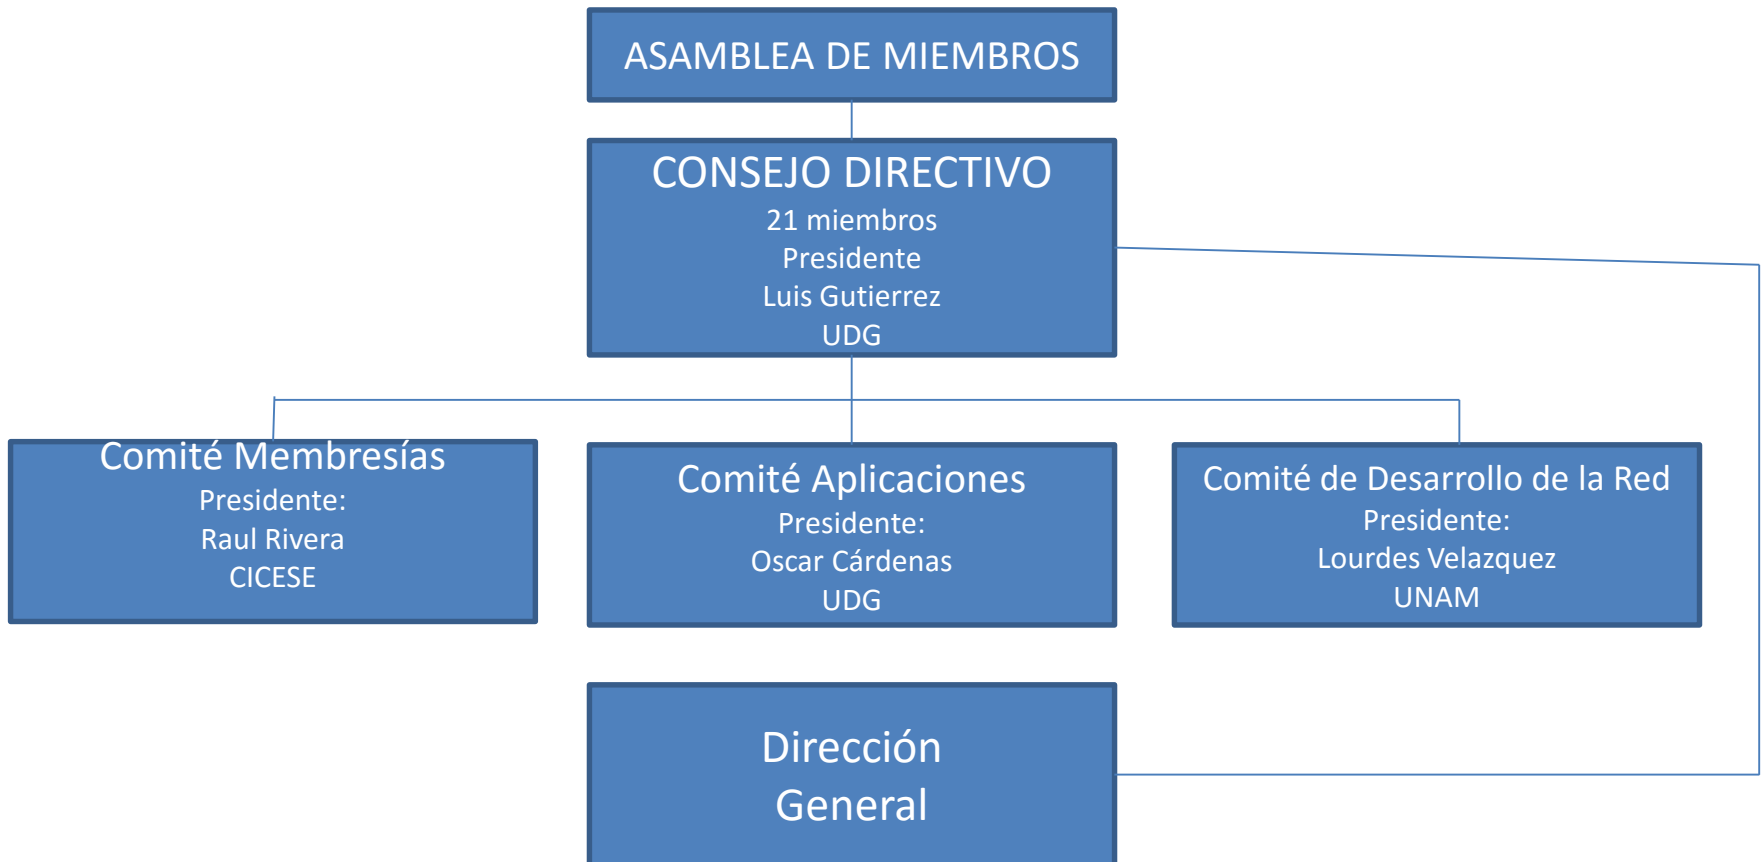 ASAMBLEA DE MIEMBROS
CONSEJO DIRECTIVO
21 miembros
Presidente
Luis Gutierrez
UDG
Comité Membresías
Presidente:
Raul Rivera
CICESE
Comité Aplicaciones
Presidente:
Oscar Cárdenas
UDG
Comité de Desarrollo de la Red
Presidente:
Lourdes Velazquez
UNAM
Dirección
General